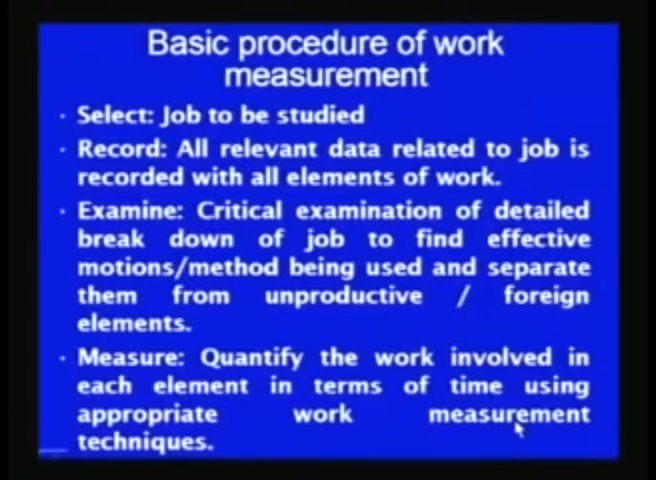 Basic procedure of work
measurement
· Select: Job to be studied
· Record: All relevant data related to job is
recorded with all elements of work.
· Examine: Critical examination of detailed
break down of job to find effective
motions/method being used and separate
them from unproductive / foreign
elements.
· Measure: Quantify the work involved in
each element in terms of time using
appropriate work measurement
techniques.